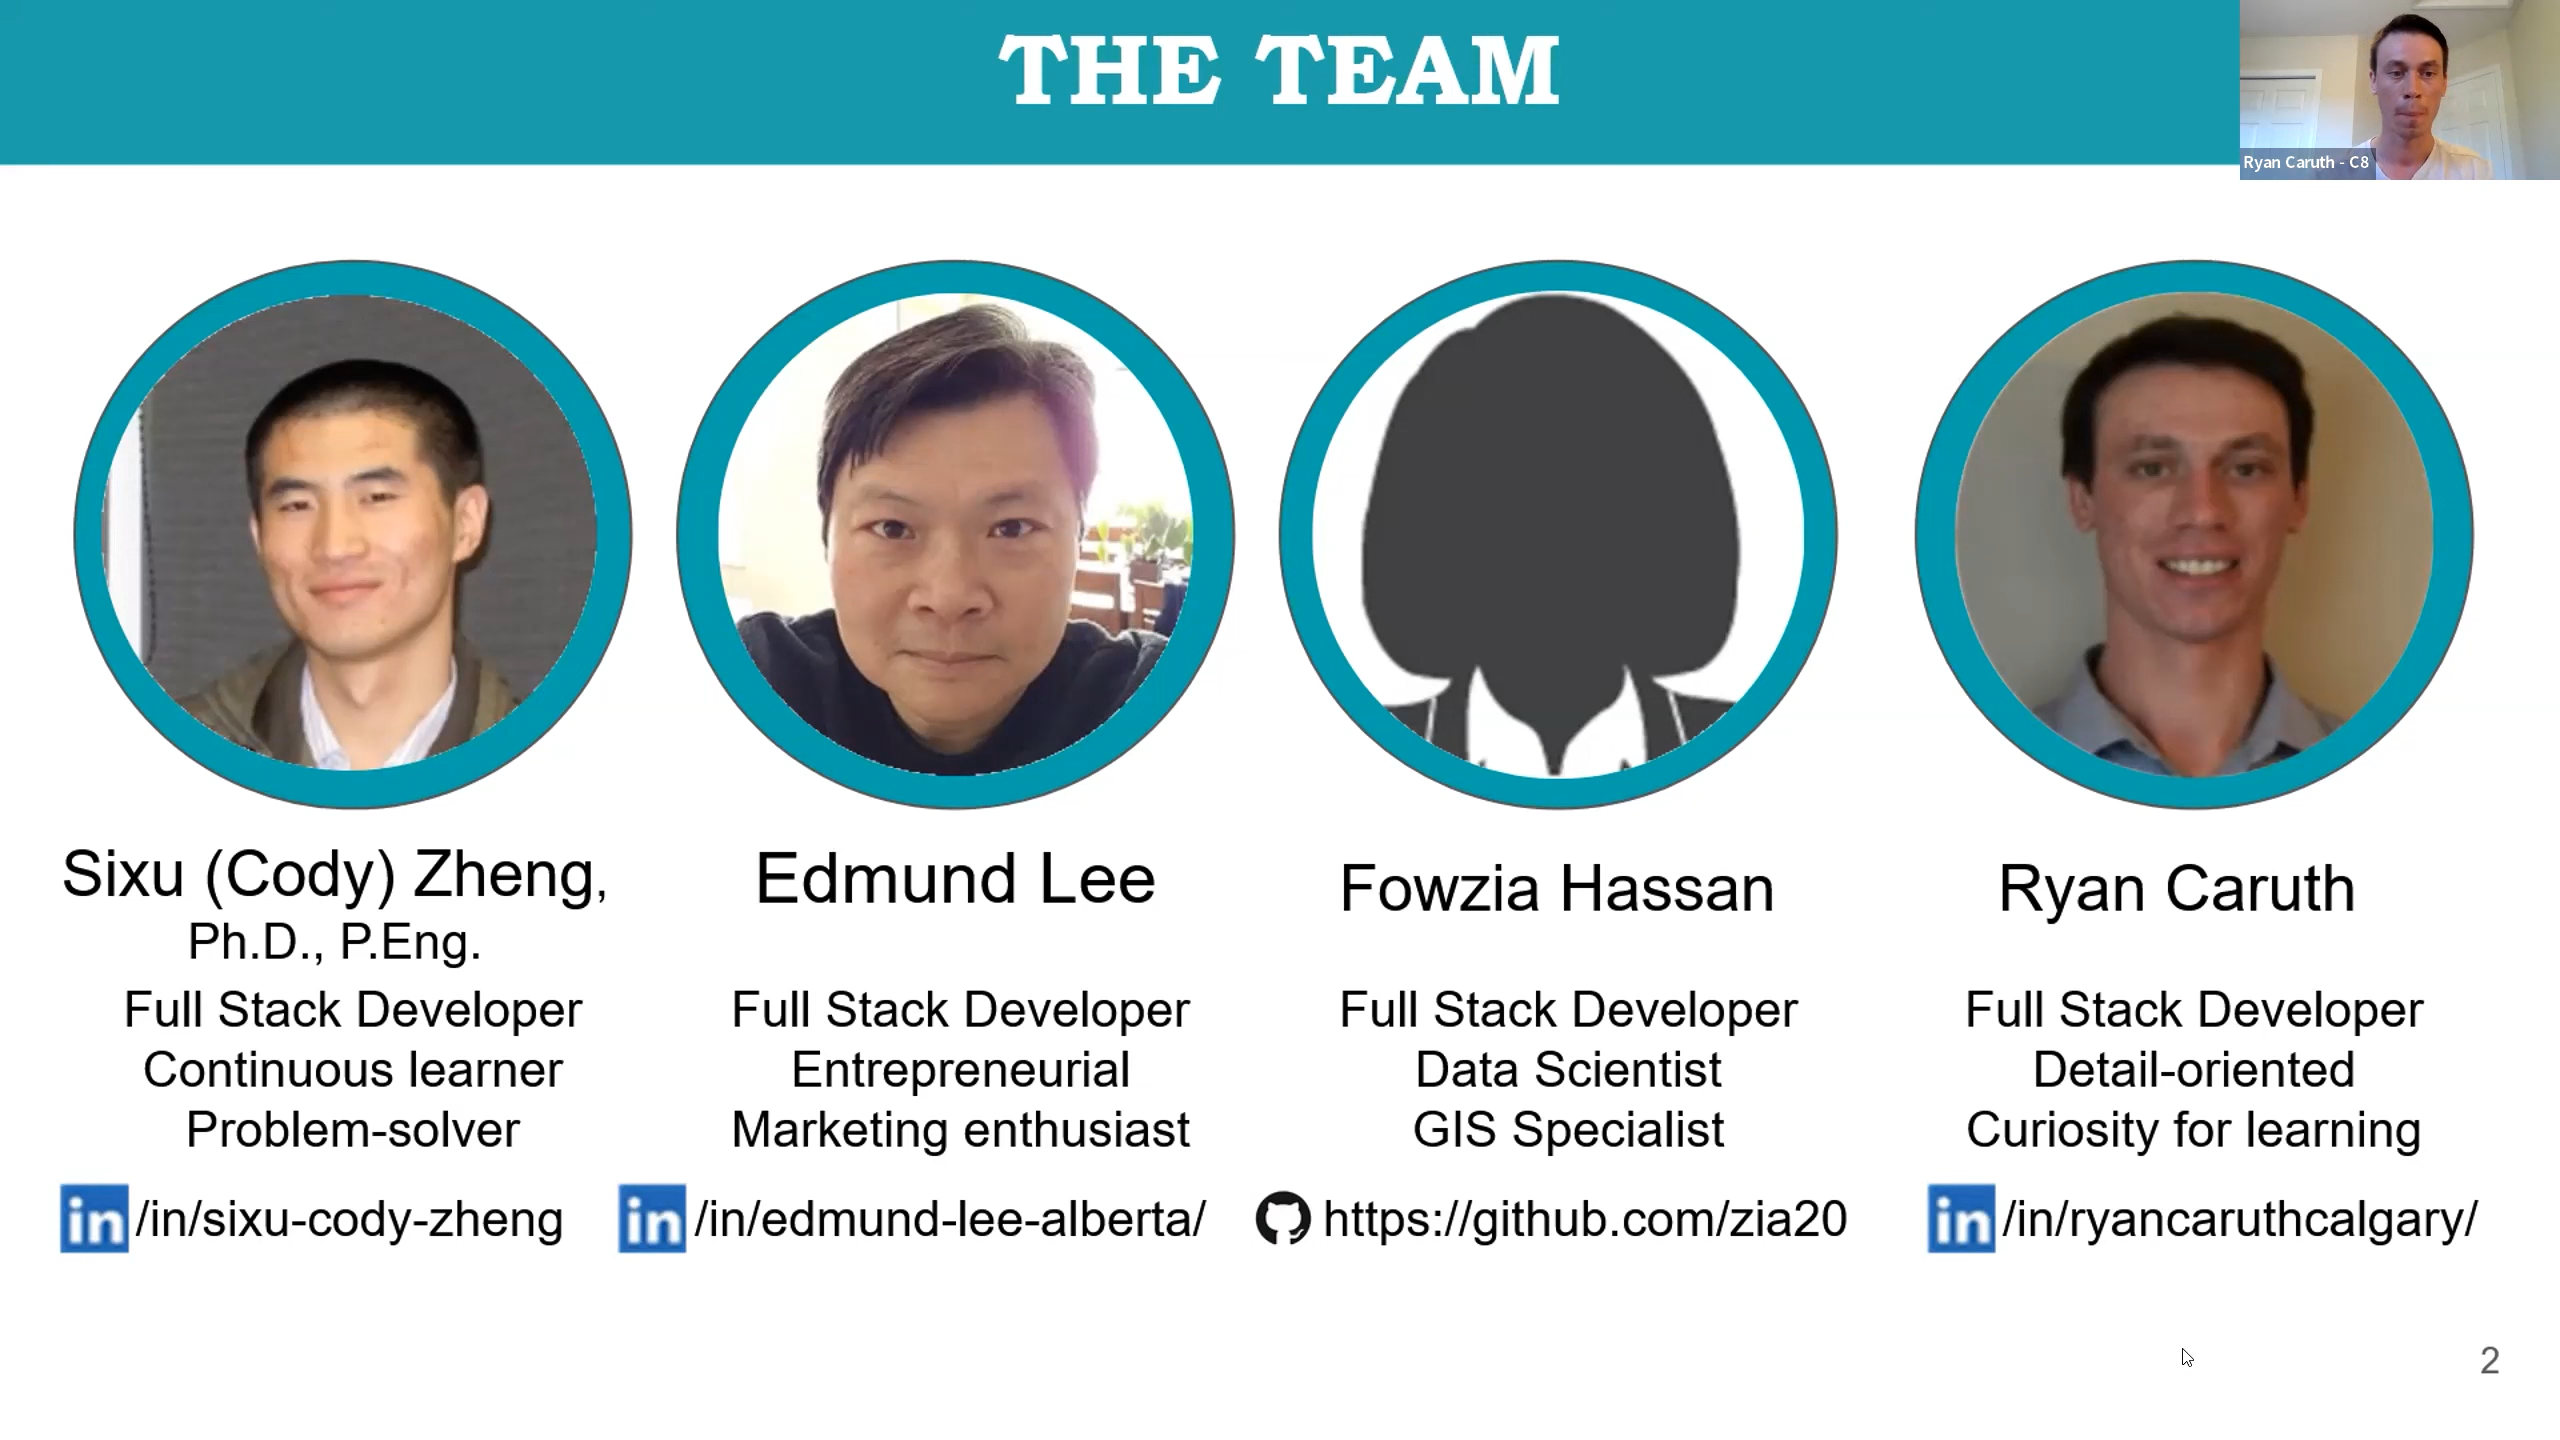 THE TEAM
Ryan Caruth - C8
Sixu (Cody) Zheng,
Ph.D., P.Eng.
Full Stack Developer
Continuous learner
Problem-solver
in /in/sixu-cody-zheng
Edmund Lee
Full Stack Developer
Entrepreneurial
Marketing enthusiast
in /in/edmund-lee-alberta/
Fowzia Hassan
Full Stack Developer
Data Scientist
GIS Specialist
https://github.com/zia20
Ryan Caruth
Full Stack Developer
Detail-oriented
Curiosity for learning
in /in/ryancaruthcalgary/
2